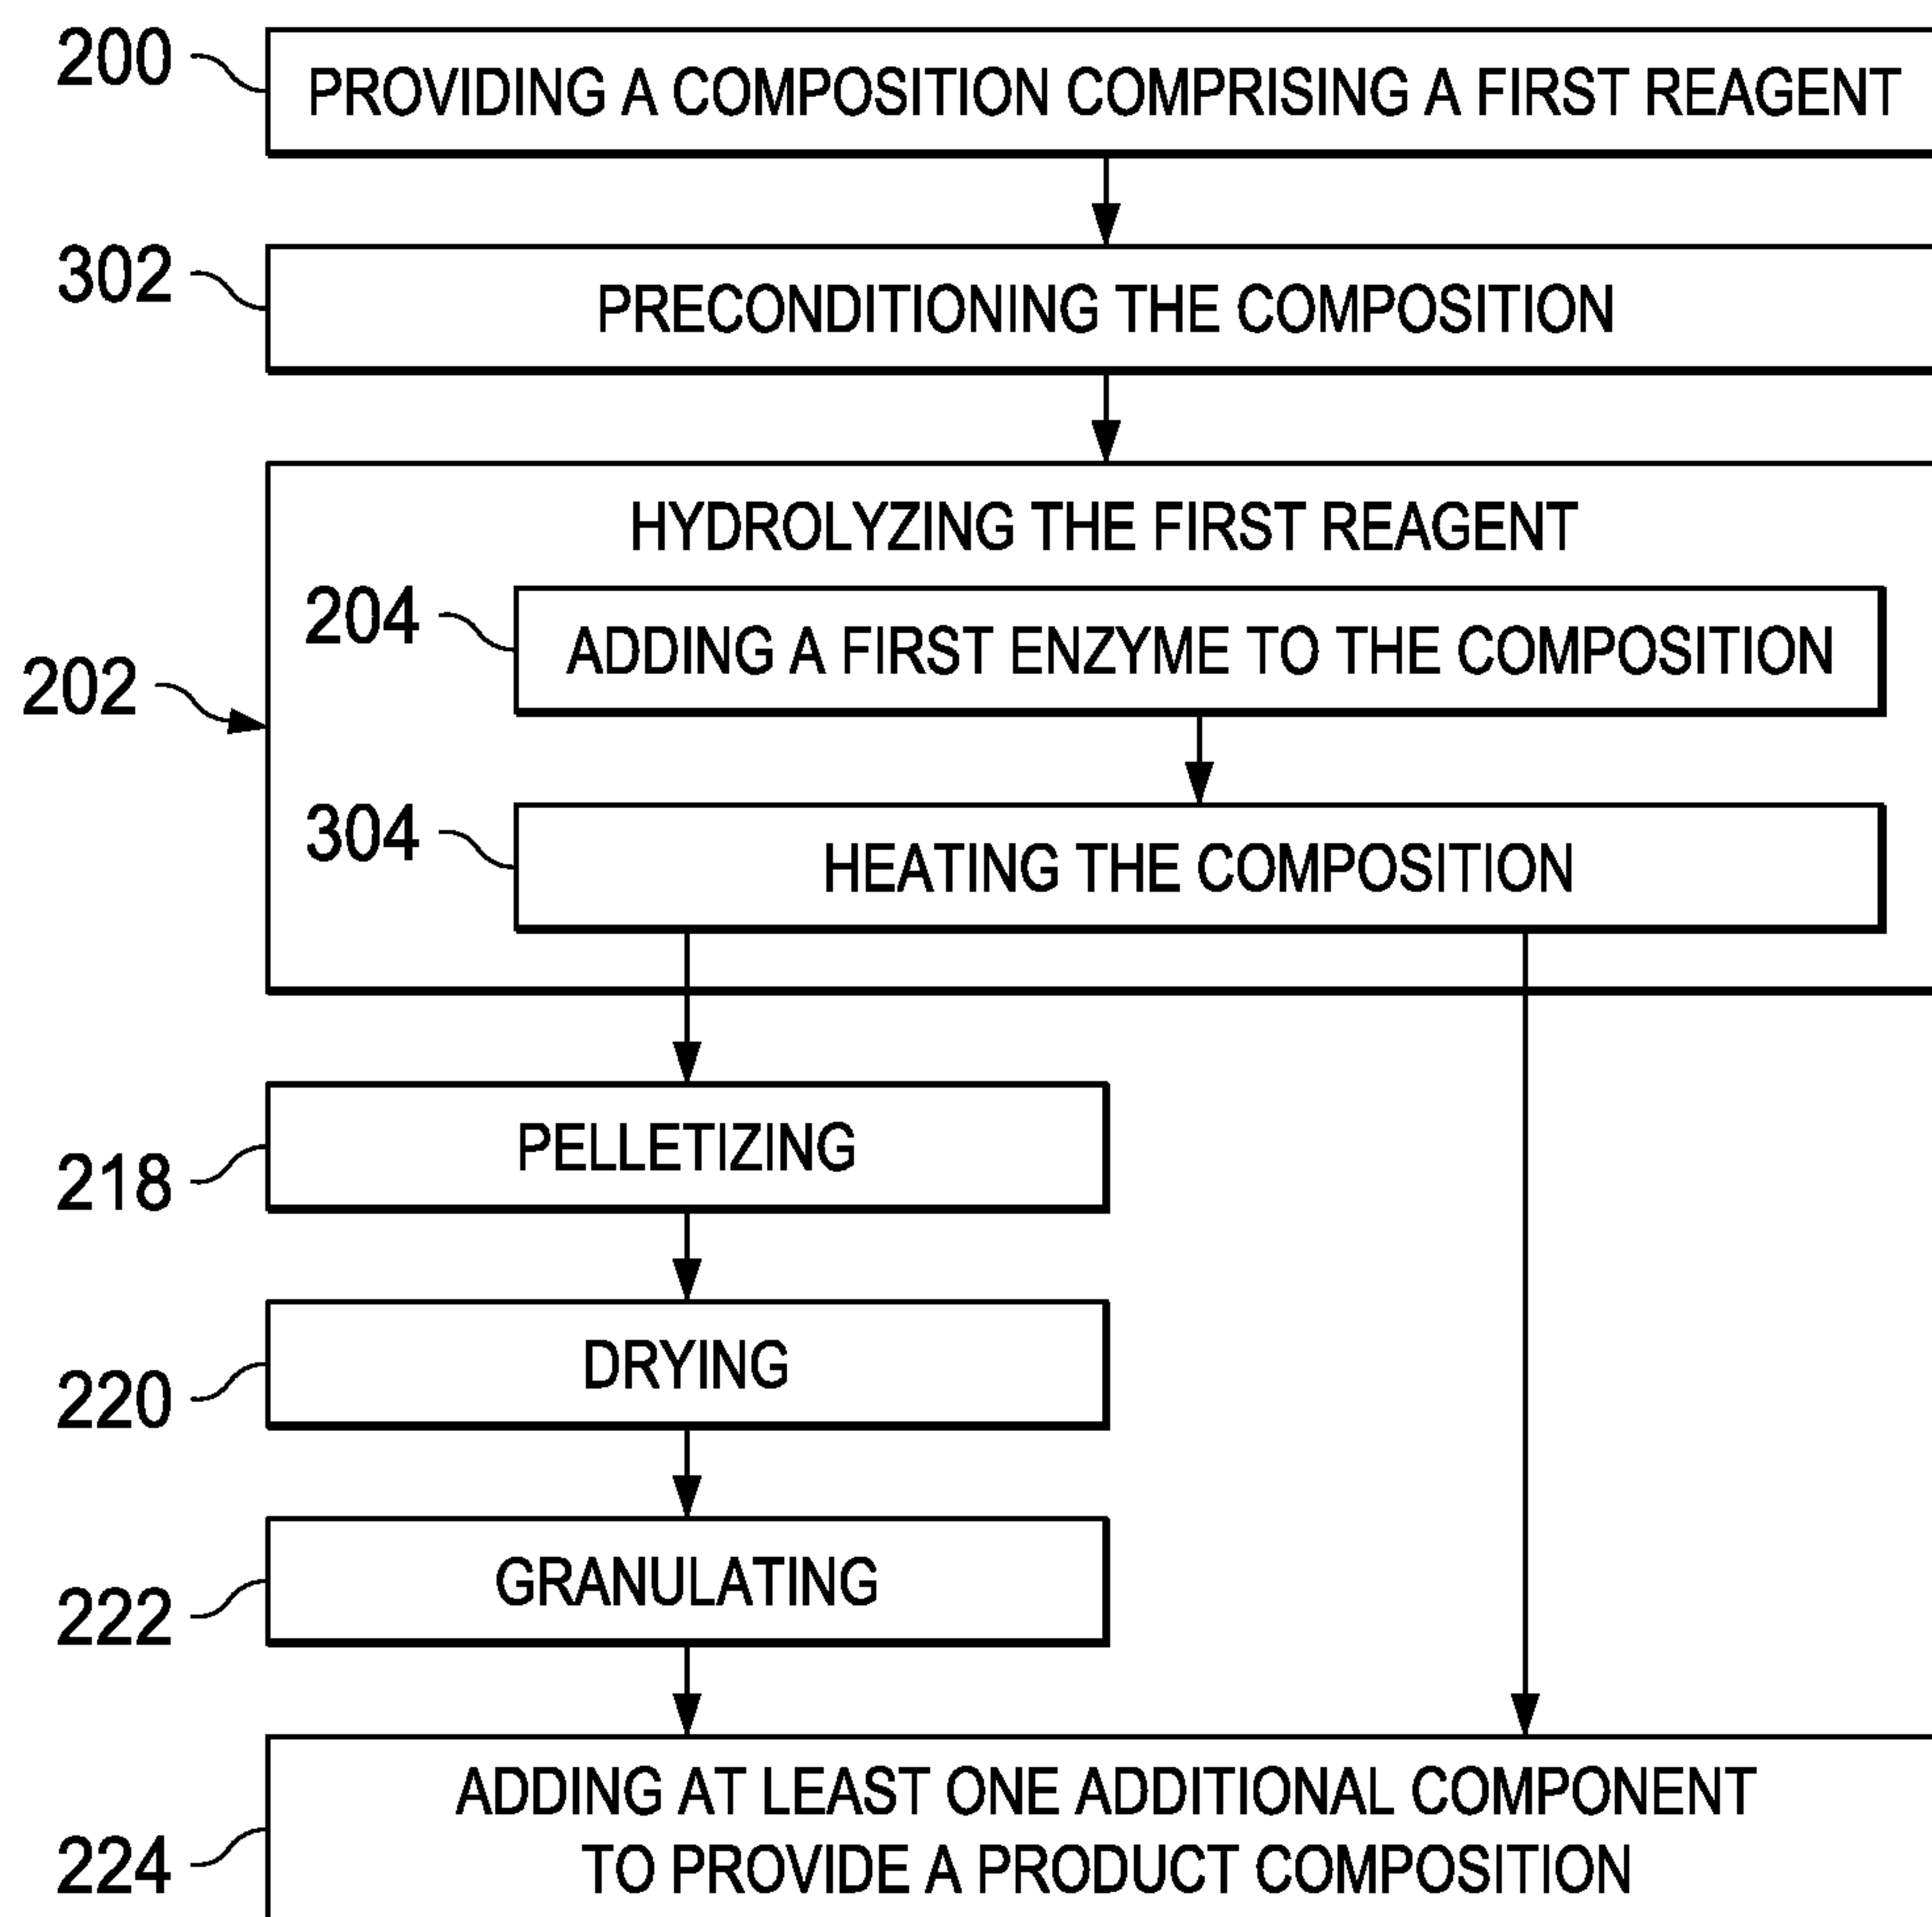 200
PROVIDING A COMPOSITION COMPRISING A FIRST REAGENT
302
PRECONDITIONING THE COMPOSITION
HYDROLYZING THE FIRST REAGENT
204
ADDING A FIRST ENZYME TO THE COMPOSITION
202
304
HEATING THE COMPOSITION
PELLETIZING
218
DRYING
220
GRANULATING
222
ADDING AT LEAST ONE ADDITIONAL COMPONENT
TO PROVIDE A PRODUCT COMPOSITION
224